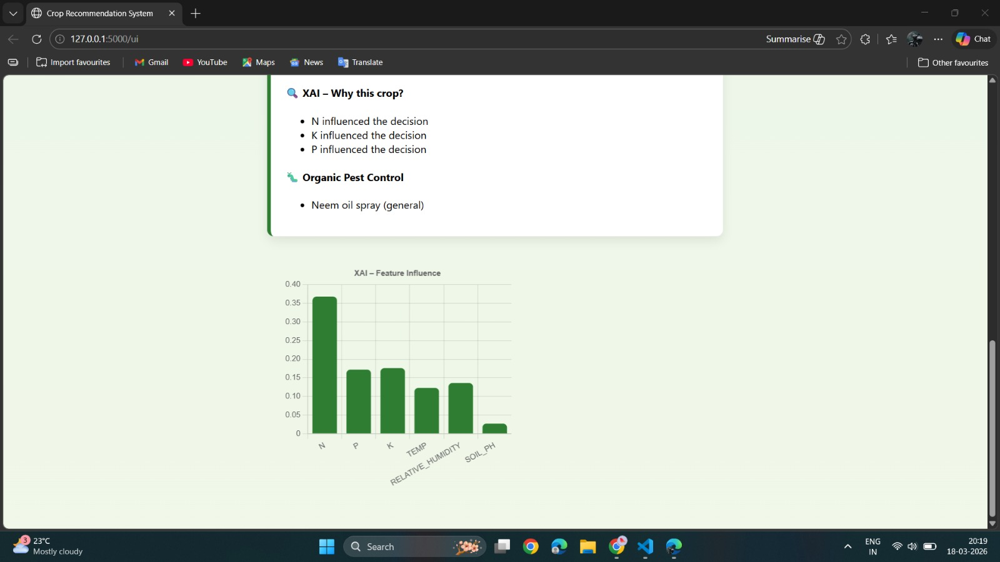 Crop Recommendation System
127.0.0.1:5000/ui
Summarise
Chat
Import favourites
Gmail
YouTube
Maps
News
Translate
Other favourites
XAI – Why this crop?
• N influenced the decision
• K influenced the decision
• P influenced the decision
Organic Pest Control
• Neem oil spray (general)
XAI – Feature Influence
0.40
0.35
0.30
0.25
0.20
0.15
0.10
0.05
0
N
P
K
TEMP
RELATIVE_HUMIDITY
SOIL_PH
3
23°C
Mostly cloudy
Search
ENG
IN
20:19
18-03-2026